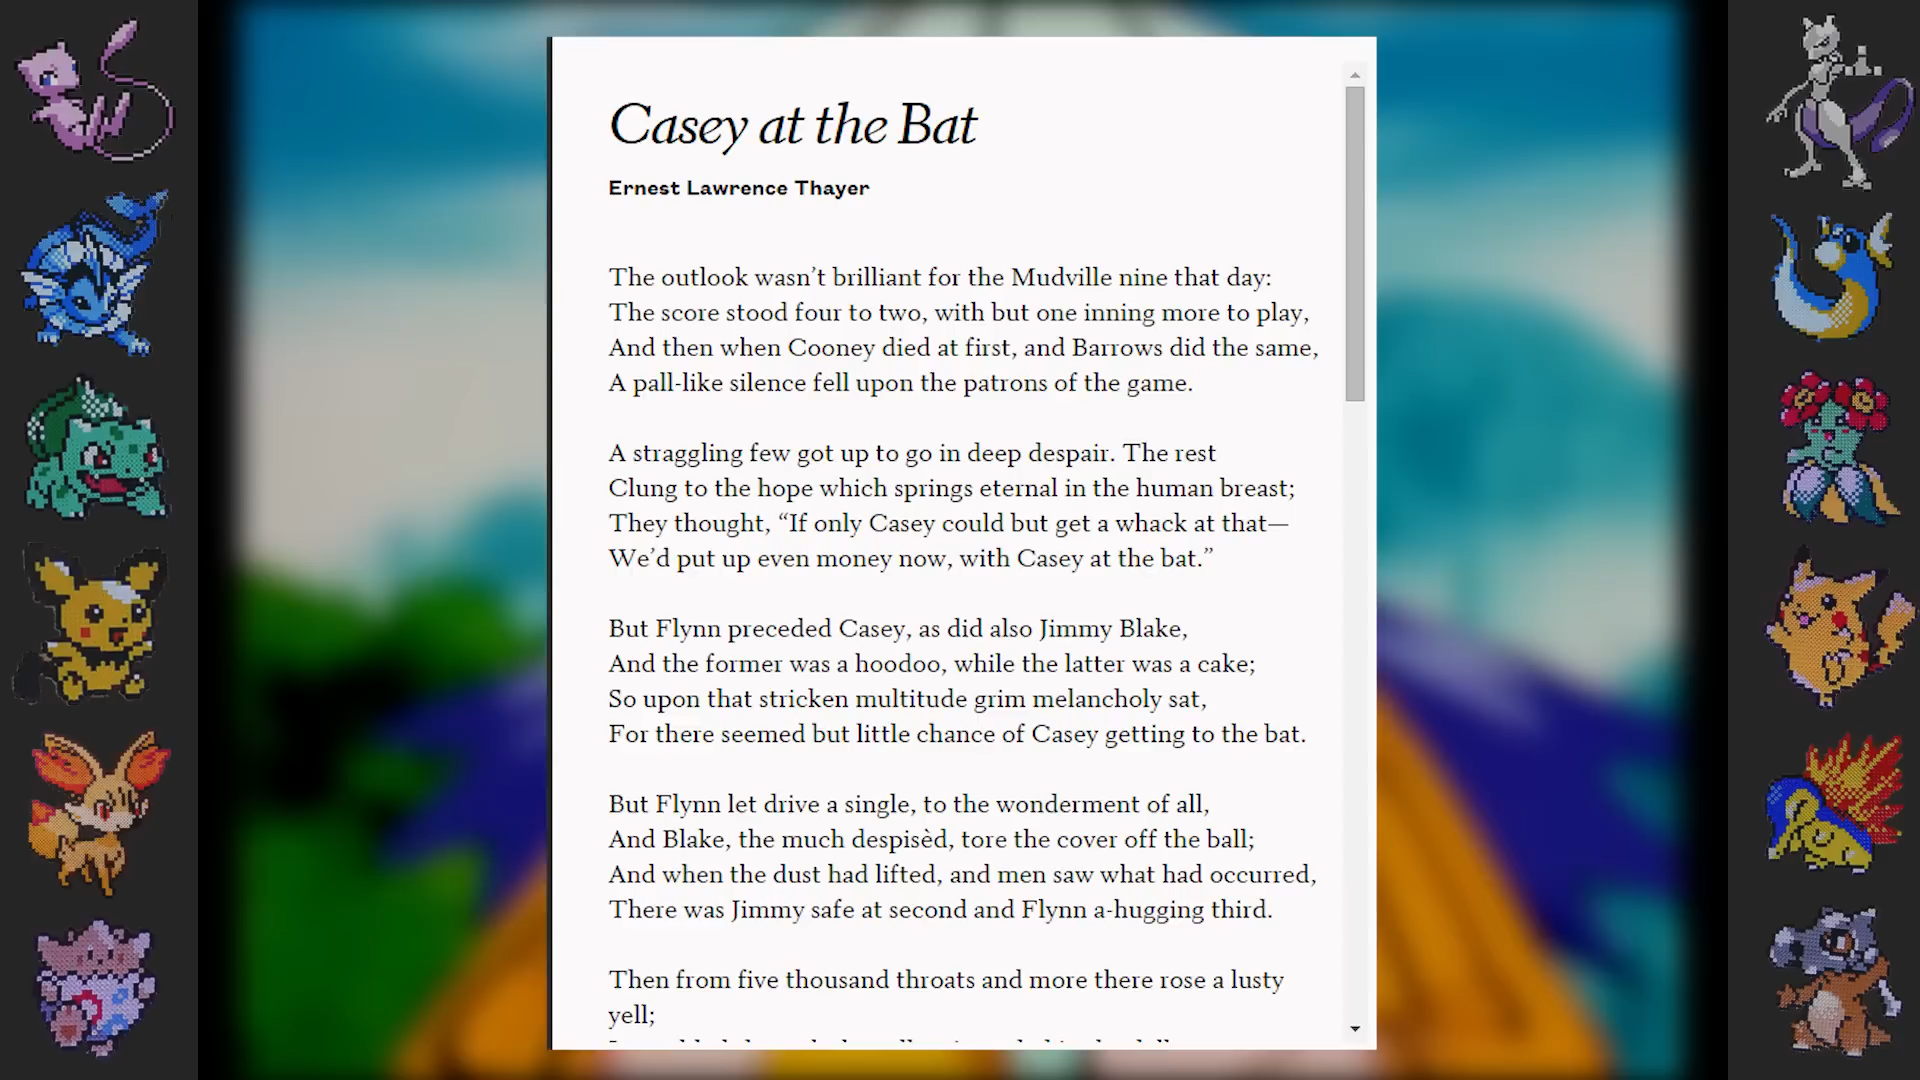 Casey at the Bat
Ernest Lawrence Thayer
The outlook wasn’t brilliant for the Mudville nine that day:
The score stood four to two, with but one inning more to play,
And then when Cooney died at first, and Barrows did the same,
A pall-like silence fell upon the patrons of the game.
A straggling few got up to go in deep despair. The rest
Clung to the hope which springs eternal in the human breast;
They thought, “If only Casey could but get a whack at that—
We’d put up even money now, with Casey at the bat.”
But Flynn preceded Casey, as did also Jimmy Blake,
And the former was a hoodoo, while the latter was a cake;
So upon that stricken multitude grim melancholy sat,
For there seemed but little chance of Casey getting to the bat.
But Flynn let drive a single, to the wonderment of all,
And Blake, the much despisèd, tore the cover off the ball;
And when the dust had lifted, and men saw what had occurred,
There was Jimmy safe at second and Flynn a-hugging third.
Then from five thousand throats and more there rose a lusty
yell;